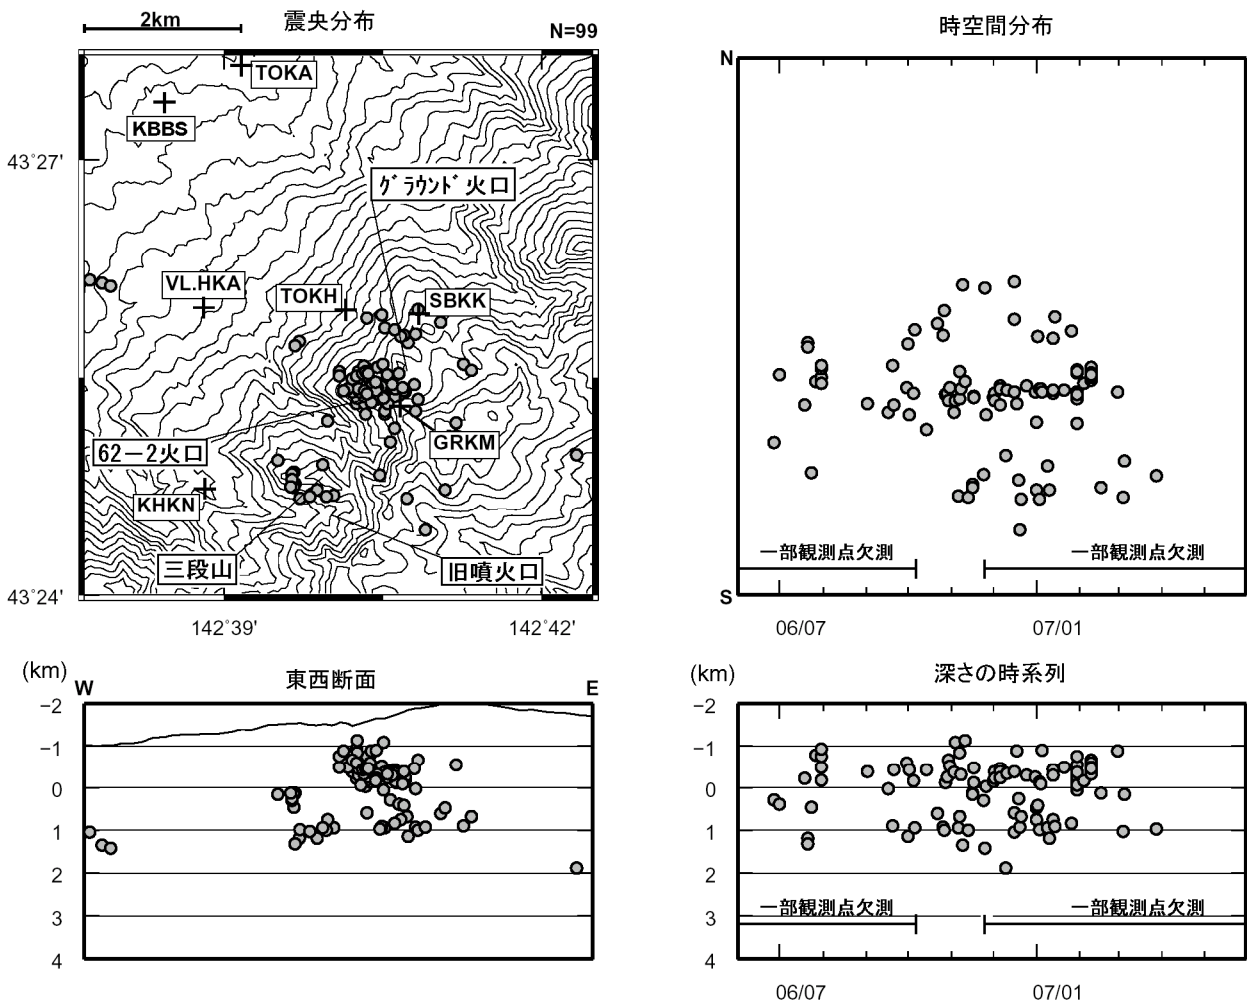 2km
震央分布
N=99
TOKA
KBBS
43°27'
ｸﾞﾗｳﾝﾄﾞ火口
VL.HKA
TOKH
SBKK
62－2火口
GRKM
KHKN
三段山
旧噴火口
43°24'
142°39'
142°42'
時空間分布
N
一部観測点欠測
一部観測点欠測
S
06/07
07/01
(km)
W
東西断面
E
−2
−1
0
1
2
3
4
(km)
深さの時系列
−2
−1
0
1
2
3
4
一部観測点欠測
一部観測点欠測
06/07
07/01